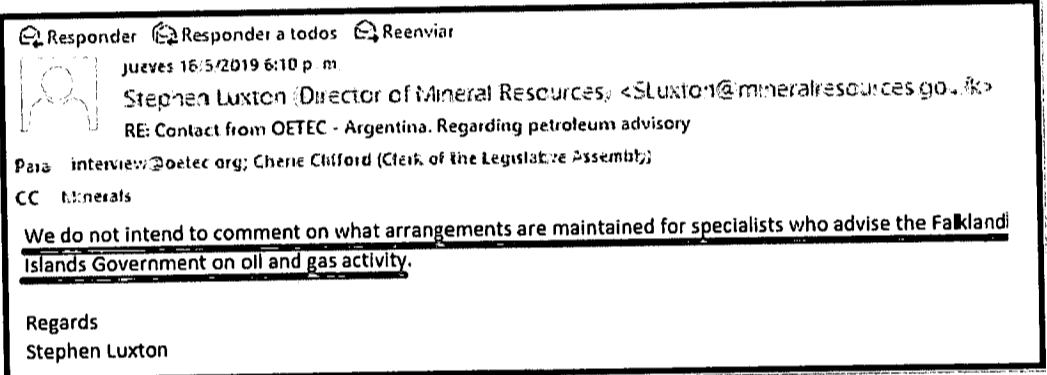 Responder Responder a todos Reenviar
jueves 16/5/2019 6:10 p. m.
Stephen Luxton (Director of Mineral Resources) <SLuxton@mineralresources.gov.fk>
RE: Contact from OETEC - Argentina. Regarding petroleum advisory
Para interview@oetec.org; Cherie Clifford (Clerk of the Legislative Assembly);
CC Minerals
We do not intend to comment on what arrangements are maintained for specialists who advise the Falkland
Islands Government on oil and gas activity.
Regards
Stephen Luxton